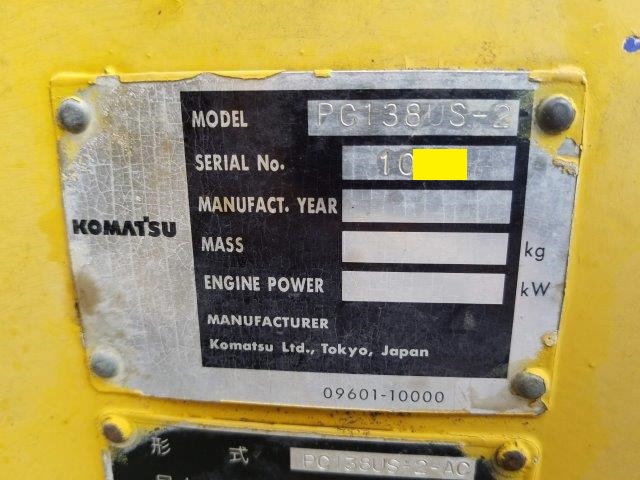 MODEL PC138US-2
SERIAL No. 10
MANUFACT. YEAR
KOMATSU
MASS kg
ENGINE POWER kW
MANUFACTURER
Komatsu Ltd., Tokyo, Japan
09601-10000
形 式 PC138US-2-AC